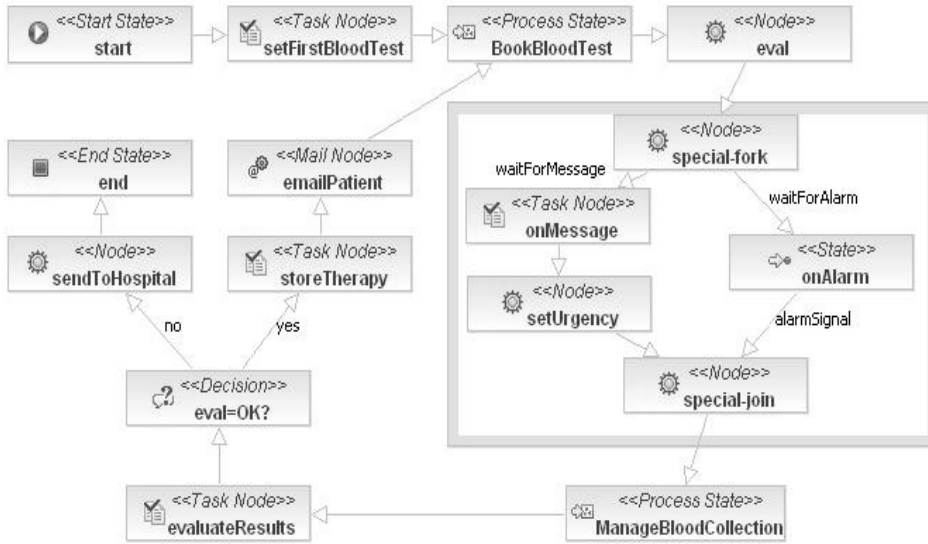 <<Start State>>
start
<<Task Node>>
setFirstBloodTest
<<Process State>>
BookBloodTest
<<Node>>
eval
<<Node>>
special-fork
waitForMessage
waitForAlarm
<<Task Node>>
onMessage
<<State>>
onAlarm
<<Node>>
setUrgency
alarmSignal
<<Node>>
special-join
<<End State>>
end
<<Mail Node>>
emailPatient
<<Node>>
sendToHospital
<<Task Node>>
storeTherapy
no
yes
<<Decision>>
eval=OK?
<<Task Node>>
evaluateResults
<<Process State>>
ManageBloodCollection